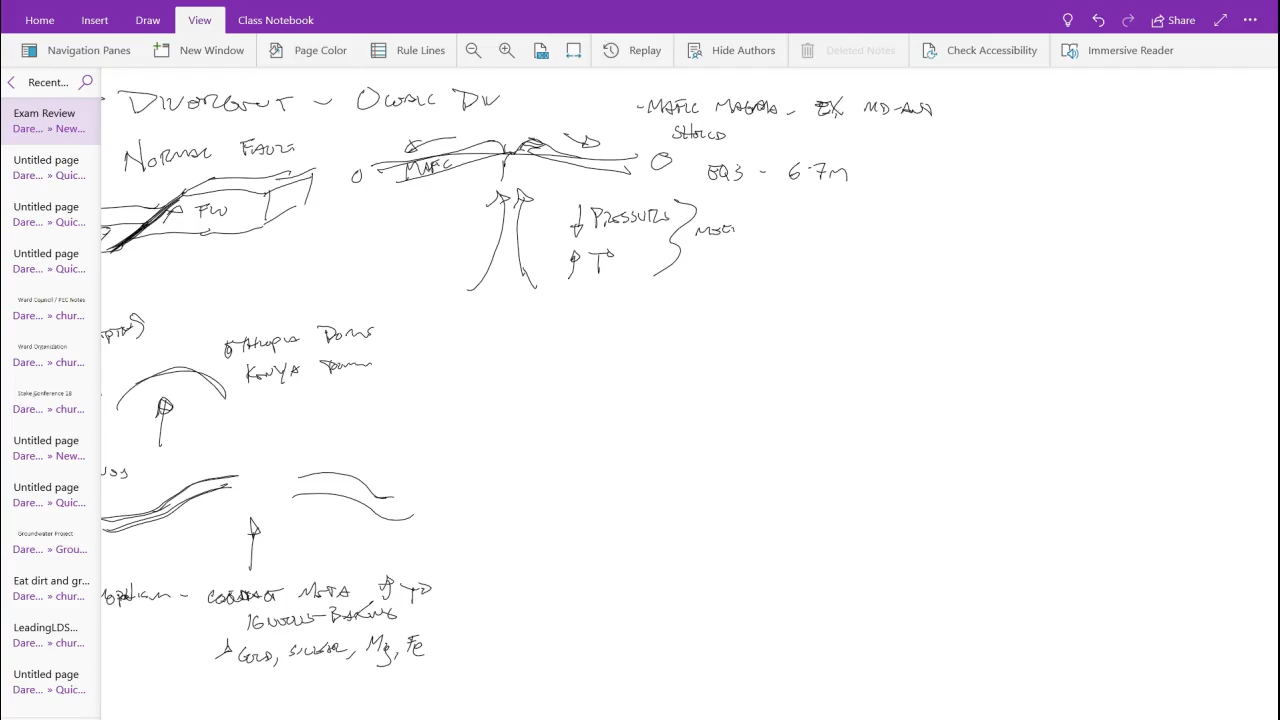 Home Insert Draw View Class Notebook Share
Navigation Panes New Window Page Color Rule Lines Replay Hide Authors Deleted Notes Check Accessibility Immersive Reader
Recent...
Exam Review
Dare... » New...
Untitled page
Dare... » Quic...
Untitled page
Dare... » Quic...
Untitled page
Dare... » Quic...
Ward Council / PEC Notes
Dare... » chur...
Ward Organization
Dare... » chur...
Stake Conference 18
Dare... » chur...
Untitled page
Dare... » New...
Untitled page
Dare... » Quic...
Groundwater Project
Dare... » Grou...
Eat dirt and gr...
Dare... » chur...
LeadingLDS...
Dare... » chur...
Untitled page
Dare... » Quic...
DIVERGENT - OCEANIC DIV
NORMAL FAULT
FW
MAFIC
- MAFIC MAGMA - EX MID-
SHIELD
EQ'S - 6-7M
↓ PRESSURE
↑ T°
ETHIOPIA DOME
KENYA DOME
CONTACT META ↑ T°
IGNEOUS - BAKING
GOLD, SILVER, Mg, Fe